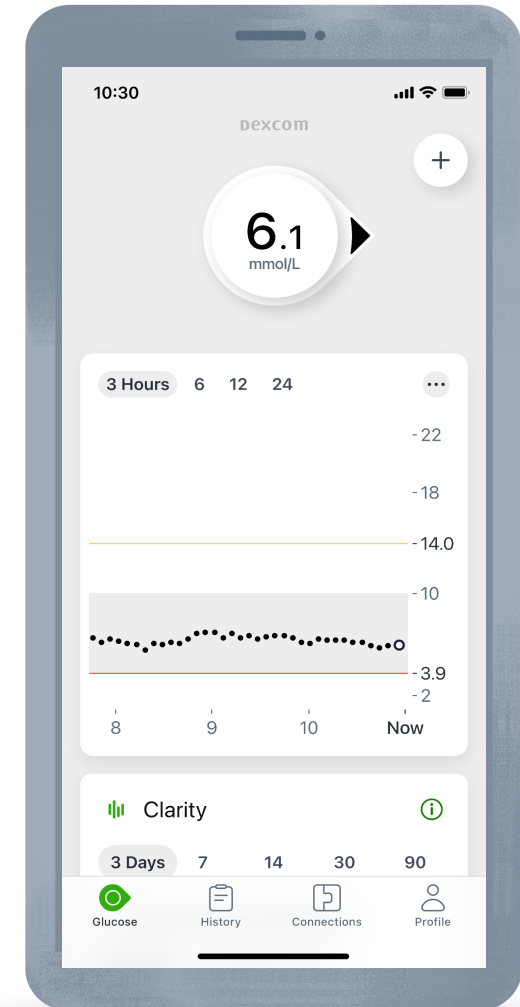 10:30
Dexcom
6.1
mmol/L
3 Hours 6 12 24
22
18
14.0
10
3.9
2
8 9 10 Now
Clarity
3 Days 7 14 30 90
Glucose History Connections Profile